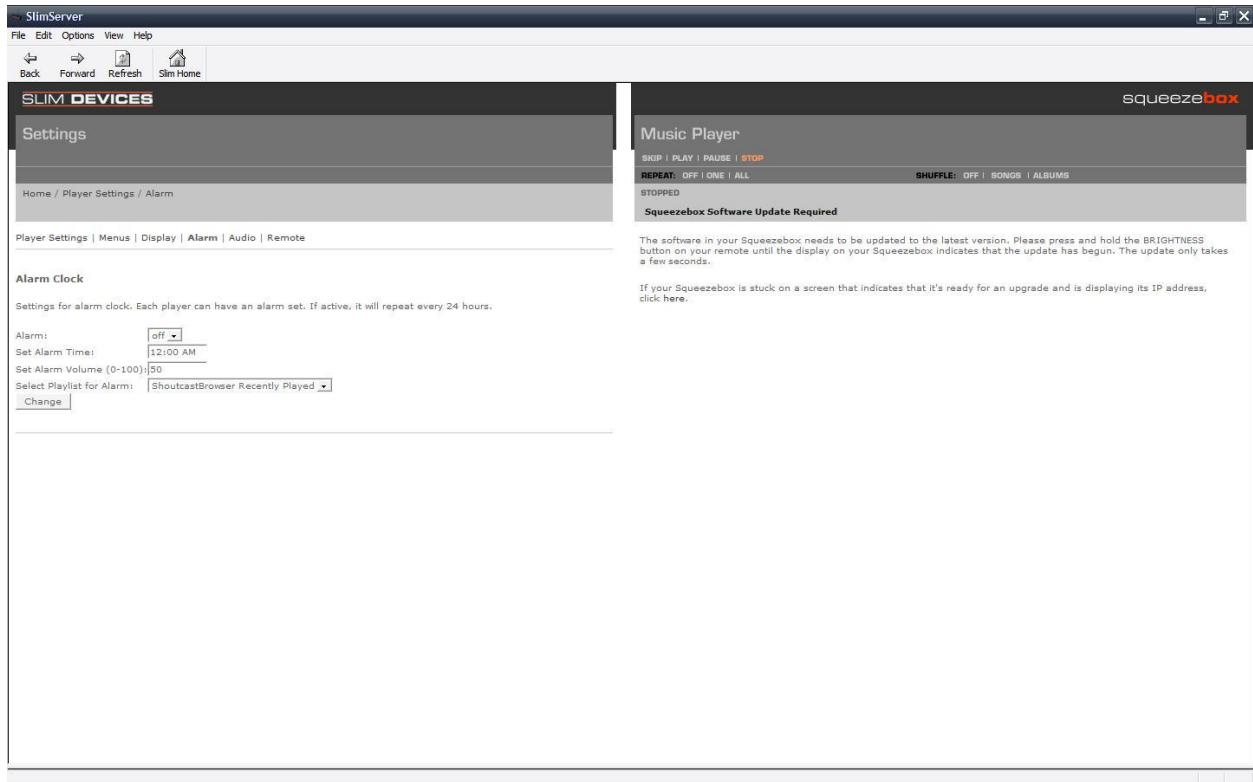 SlimServer
File Edit Options View Help
Back Forward Refresh Slim Home
SLIM DEVICES
Settings
Home / Player Settings / Alarm
Player Settings | Menus | Display | Alarm | Audio | Remote
Alarm Clock
Settings for alarm clock. Each player can have an alarm set. If active, it will repeat every 24 hours.
Alarm: off
Set Alarm Time: 12:00 AM
Set Alarm Volume (0-100): 50
Select Playlist for Alarm: ShoutcastBrowser Recently Played
Change
squeezebox
Music Player
SKIP | PLAY | PAUSE | STOP
REPEAT: OFF | ONE | ALL SHUFFLE: OFF | SONGS | ALBUMS
STOPPED
Squeezebox Software Update Required
The software in your Squeezebox needs to be updated to the latest version. Please press and hold the BRIGHTNESS
button on your remote until the display on your Squeezebox indicates that the update has begun. The update only takes
a few seconds.
If your Squeezebox is stuck on a screen that indicates that it's ready for an upgrade and is displaying its IP address,
click here.